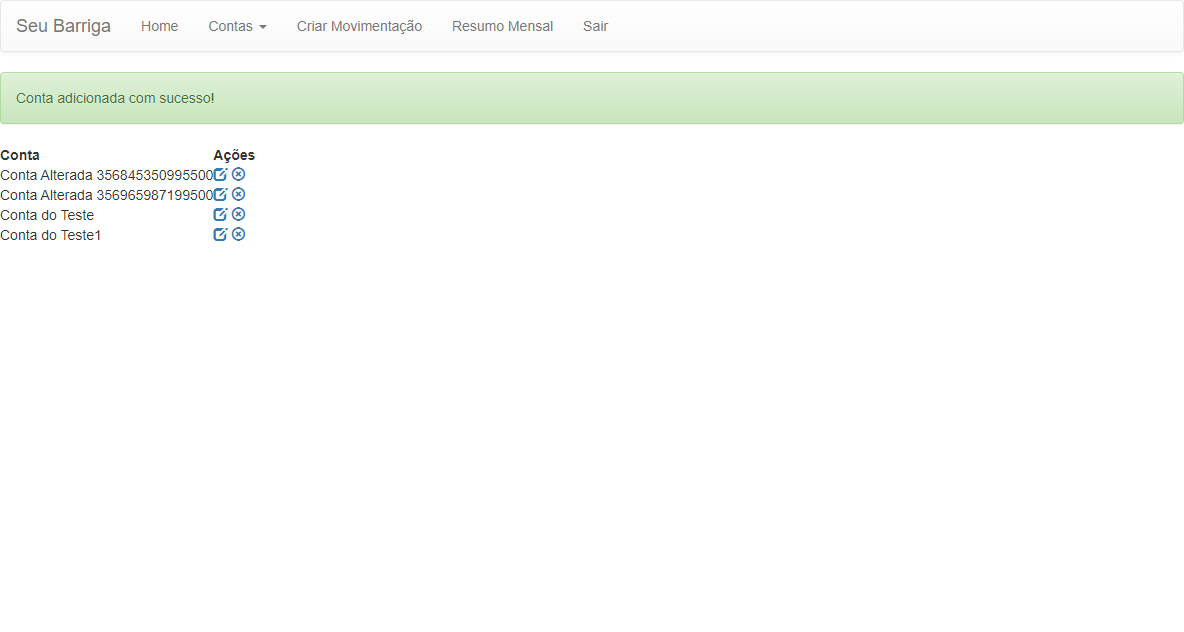 Seu Barriga Home Contas Criar Movimentação Resumo Mensal Sair
Conta adicionada com sucesso!
Conta Ações
Conta Alterada 356845350995500
Conta Alterada 356965987199500
Conta do Teste
Conta do Teste1